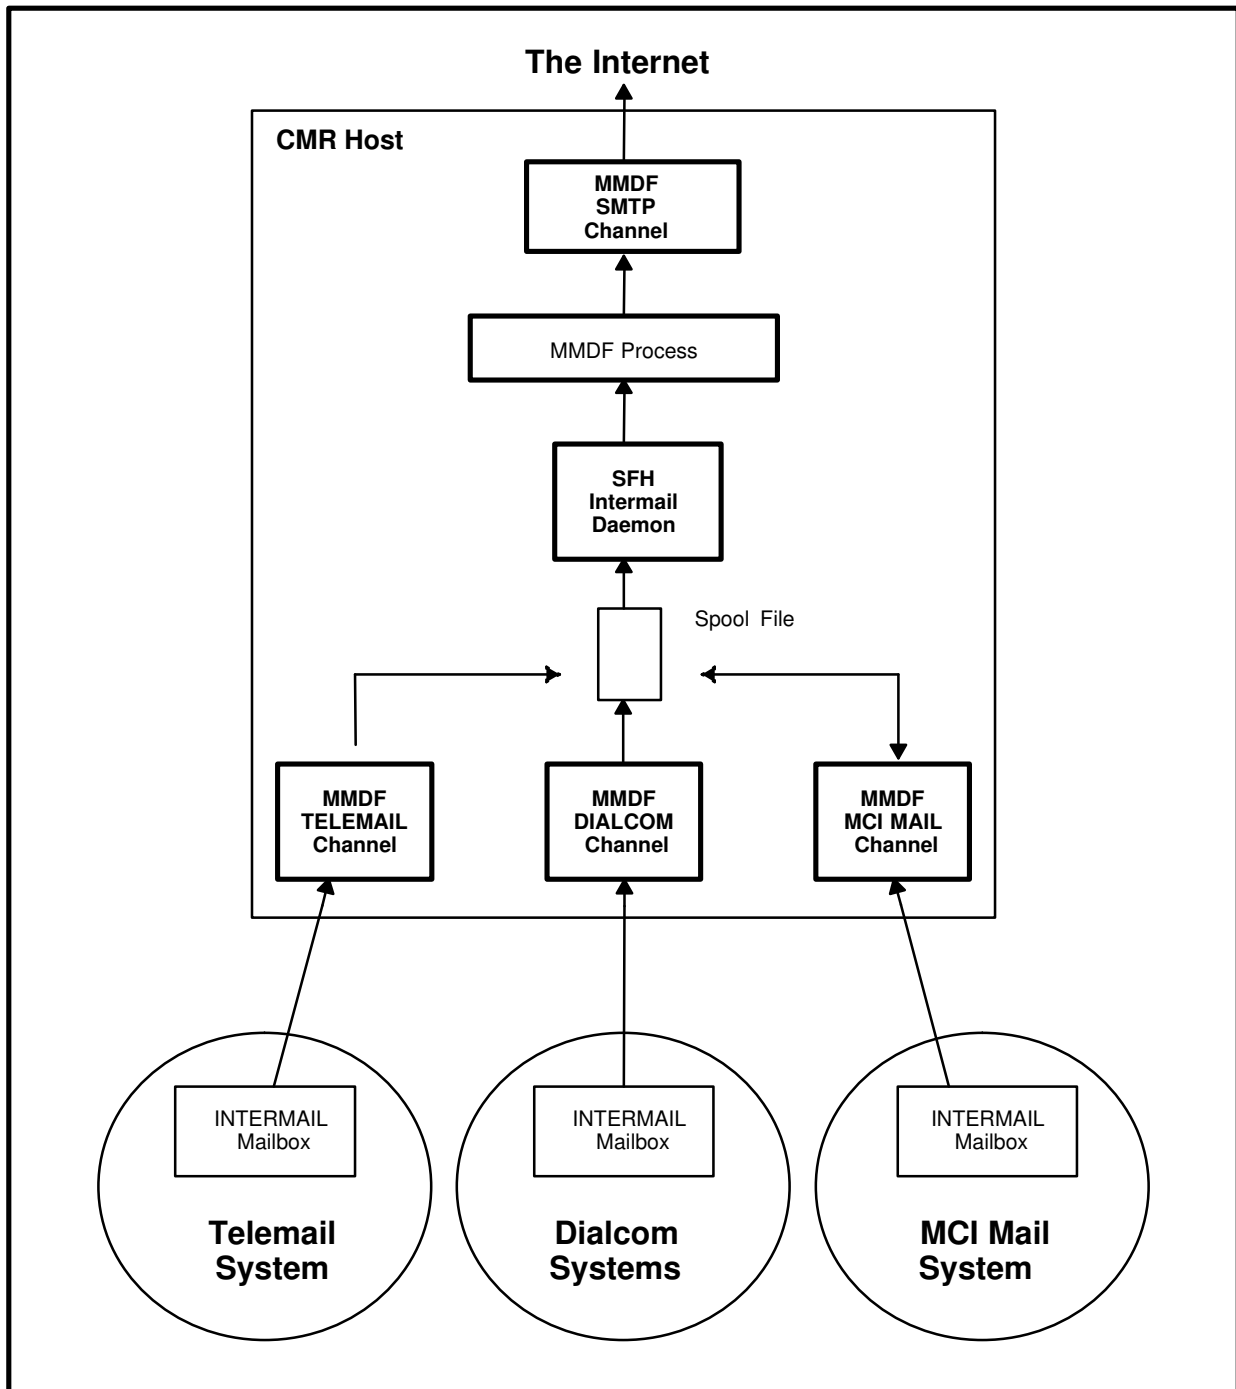 The Internet
CMR Host
MMDF
SMTP
Channel
MMDF Process
SFH
Intermail
Daemon
Spool File
MMDF
TELEMAIL
Channel
MMDF
DIALCOM
Channel
MMDF
MCI MAIL
Channel
INTERMAIL
Mailbox
INTERMAIL
Mailbox
INTERMAIL
Mailbox
Telemail
System
Dialcom
Systems
MCI Mail
System